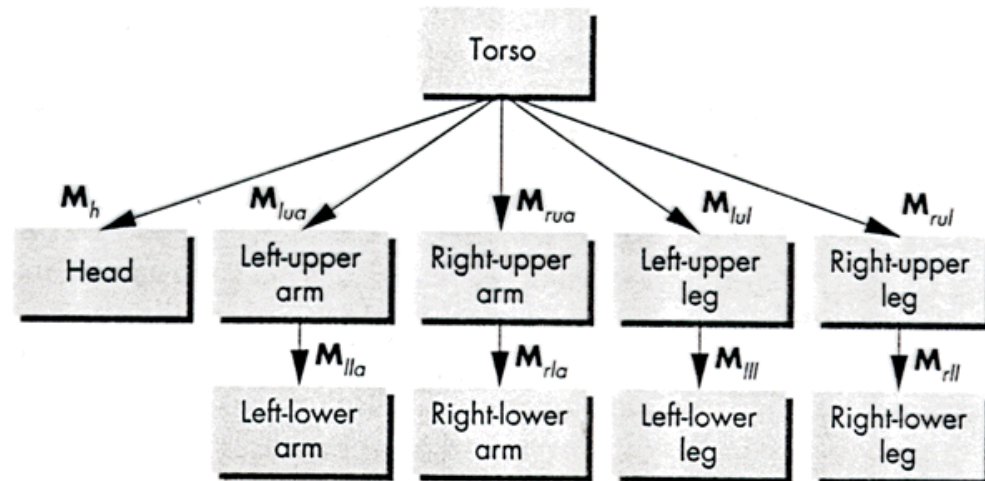 Torso
M_h
M_lua
M_rua
M_lul
M_rul
Head
Left-upper
arm
Right-upper
arm
Left-upper
leg
Right-upper
leg
M_lla
M_rla
M_lll
M_rll
Left-lower
arm
Right-lower
arm
Left-lower
leg
Right-lower
leg